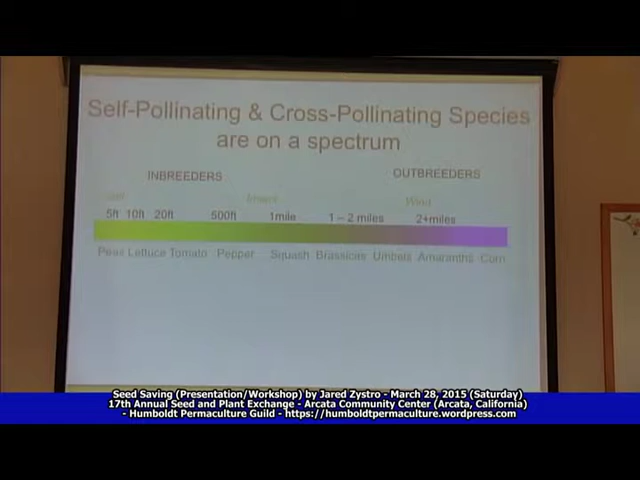 Self-Pollinating & Cross-Pollinating Species
are on a spectrum
INBREEDERS OUTBREEDERS
Self Insect Wind
5ft 10ft 20ft 500ft 1mile 1 – 2 miles 2+miles
Peas Lettuce Tomato Pepper Squash Brassicas Umbels Amaranths Corn
Seed Saving (Presentation/Workshop) by Jared Zystro - March 28, 2015 (Saturday)
17th Annual Seed and Plant Exchange - Arcata Community Center (Arcata, California)
- Humboldt Permaculture Guild - https://humboldtpermaculture.wordpress.com